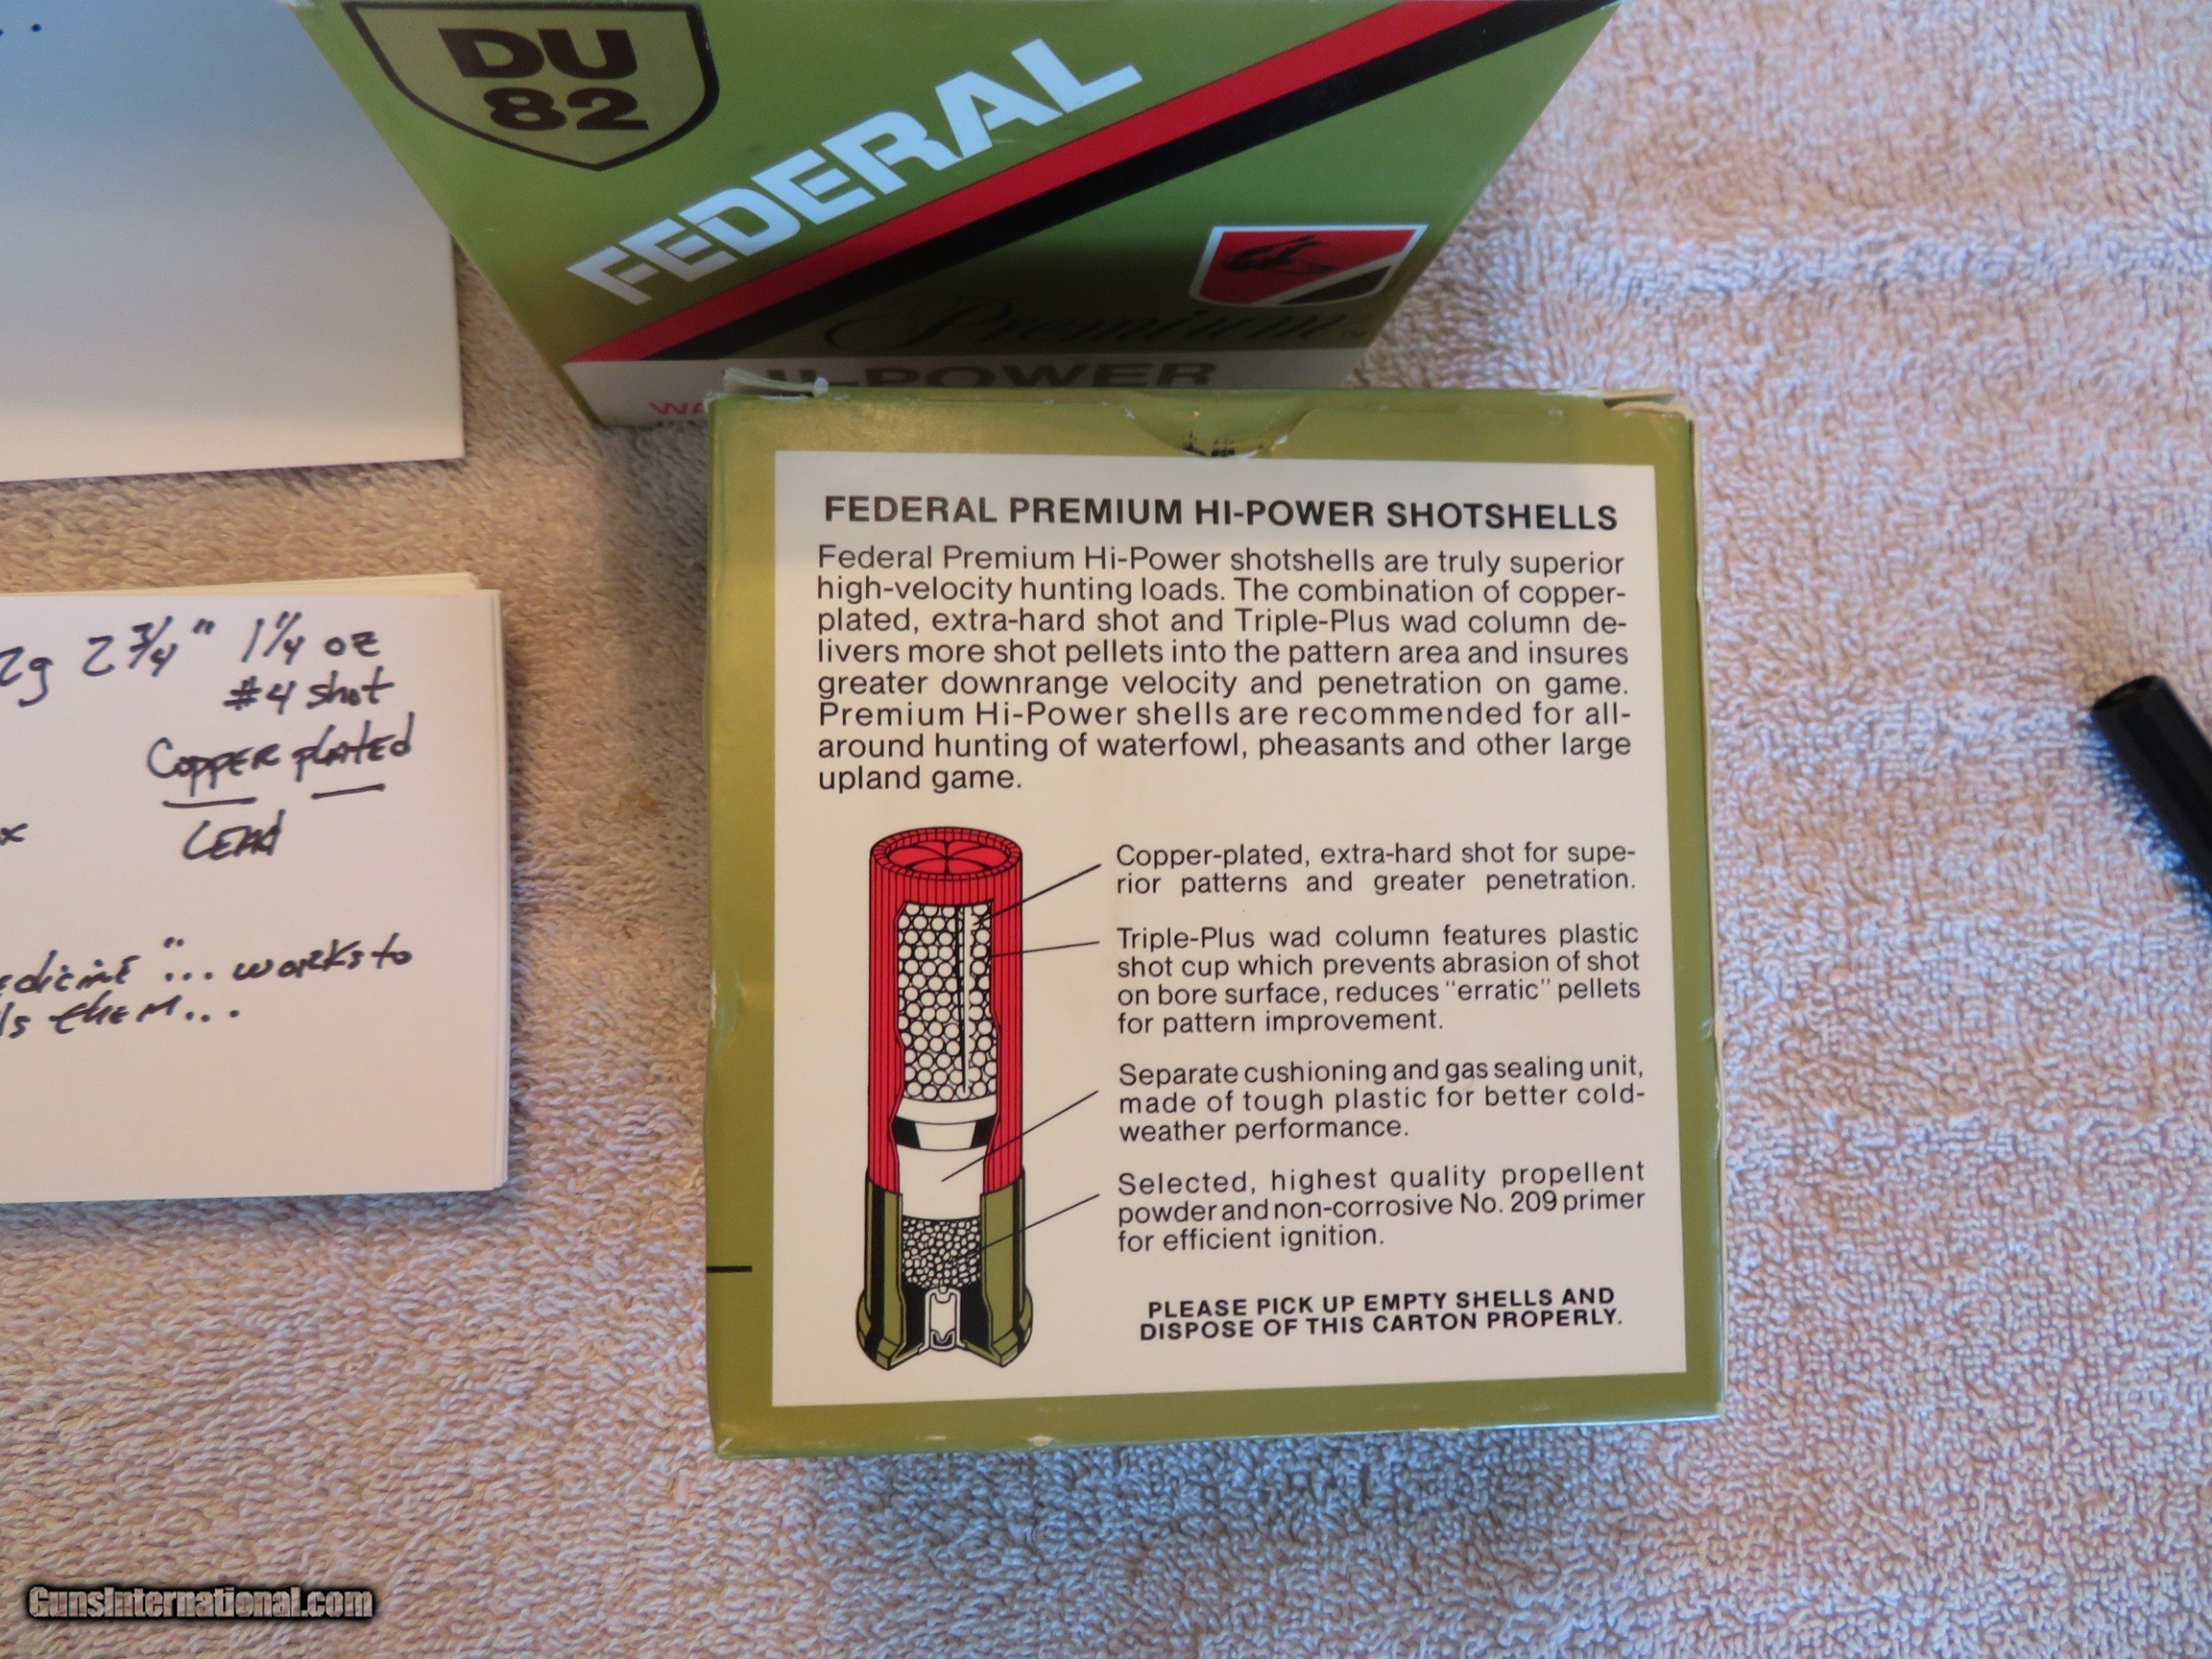 DU
82
FEDERAL
Premium
HI-POWER
FEDERAL PREMIUM HI-POWER SHOTSHELLS
Federal Premium Hi-Power shotshells are truly superior
high-velocity hunting loads. The combination of copper-
plated, extra-hard shot and Triple-Plus wad column de-
livers more shot pellets into the pattern area and insures
greater downrange velocity and penetration on game.
Premium Hi-Power shells are recommended for all-
around hunting of waterfowl, pheasants and other large
upland game.
Copper-plated, extra-hard shot for supe-
rior patterns and greater penetration.
Triple-Plus wad column features plastic
shot cup which prevents abrasion of shot
on bore surface, reduces "erratic" pellets
for pattern improvement.
Separate cushioning and gas sealing unit,
made of tough plastic for better cold-
weather performance.
Selected, highest quality propellent
powder and non-corrosive No. 209 primer
for efficient ignition.
PLEASE PICK UP EMPTY SHELLS AND
DISPOSE OF THIS CARTON PROPERLY.
2g 2 3/4" 1 1/4 oz
#4 shot
Copper plated
LEAD
edicine" ... works to
ls them...
GunsInternational.com